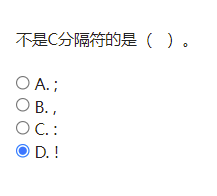 不是C分隔符的是（  ）。
A. ;
B. ,
C. :
D. !